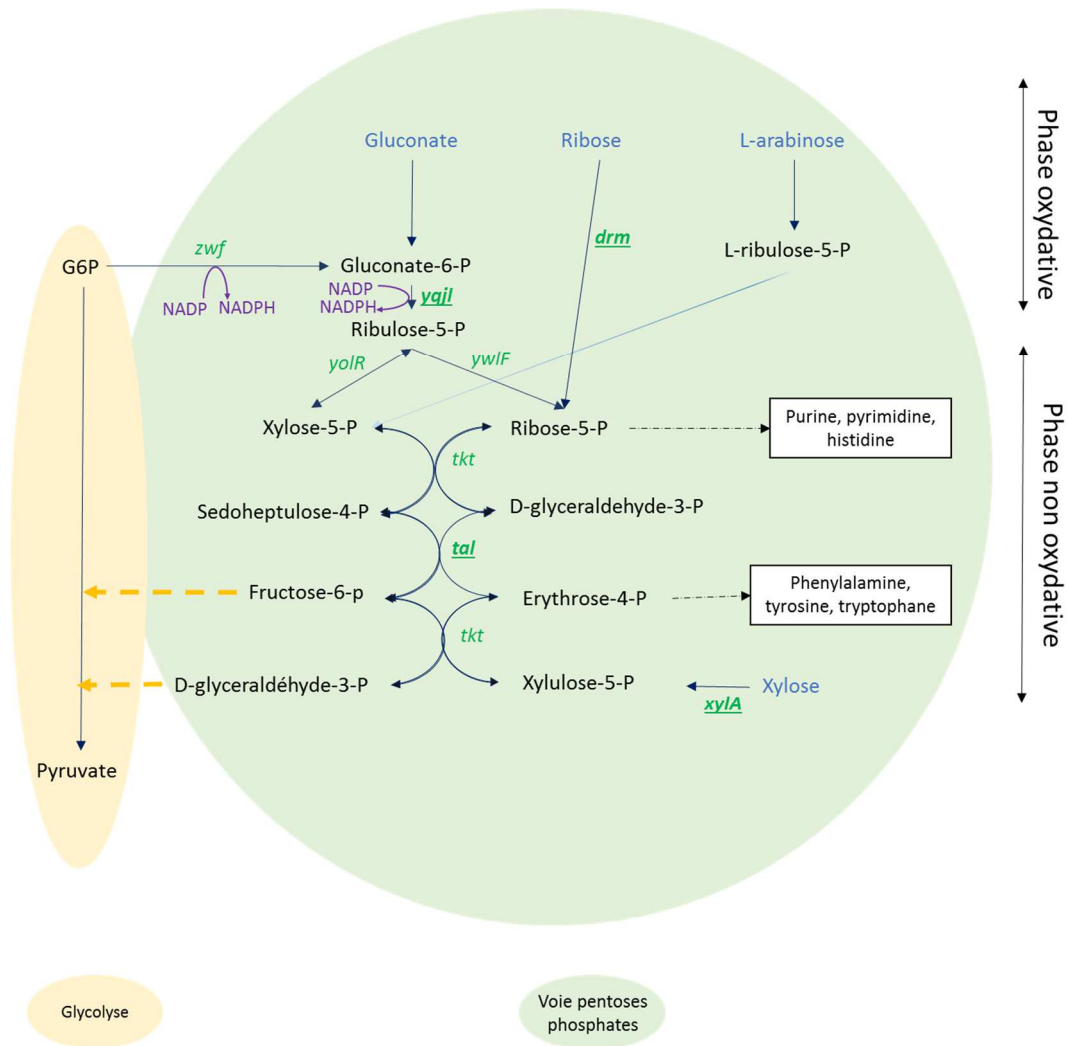 Gluconate
Ribose
L-arabinose
Phase oxydative
zwf
drm
G6P
Gluconate-6-P
L-ribulose-5-P
NADP
NADPH
NADP
NADPH
yqjl
Ribulose-5-P
yolR
ywlF
Xylose-5-P
Ribose-5-P
Purine, pyrimidine,
histidine
tkt
Sedoheptulose-4-P
D-glyceraldehyde-3-P
Phase non oxydative
tal
Fructose-6-p
Erythrose-4-P
Phenylalamine,
tyrosine, tryptophane
tkt
D-glyceraldéhyde-3-P
Xylulose-5-P
Xylose
xylA
Pyruvate
Glycolyse
Voie pentoses
phosphates